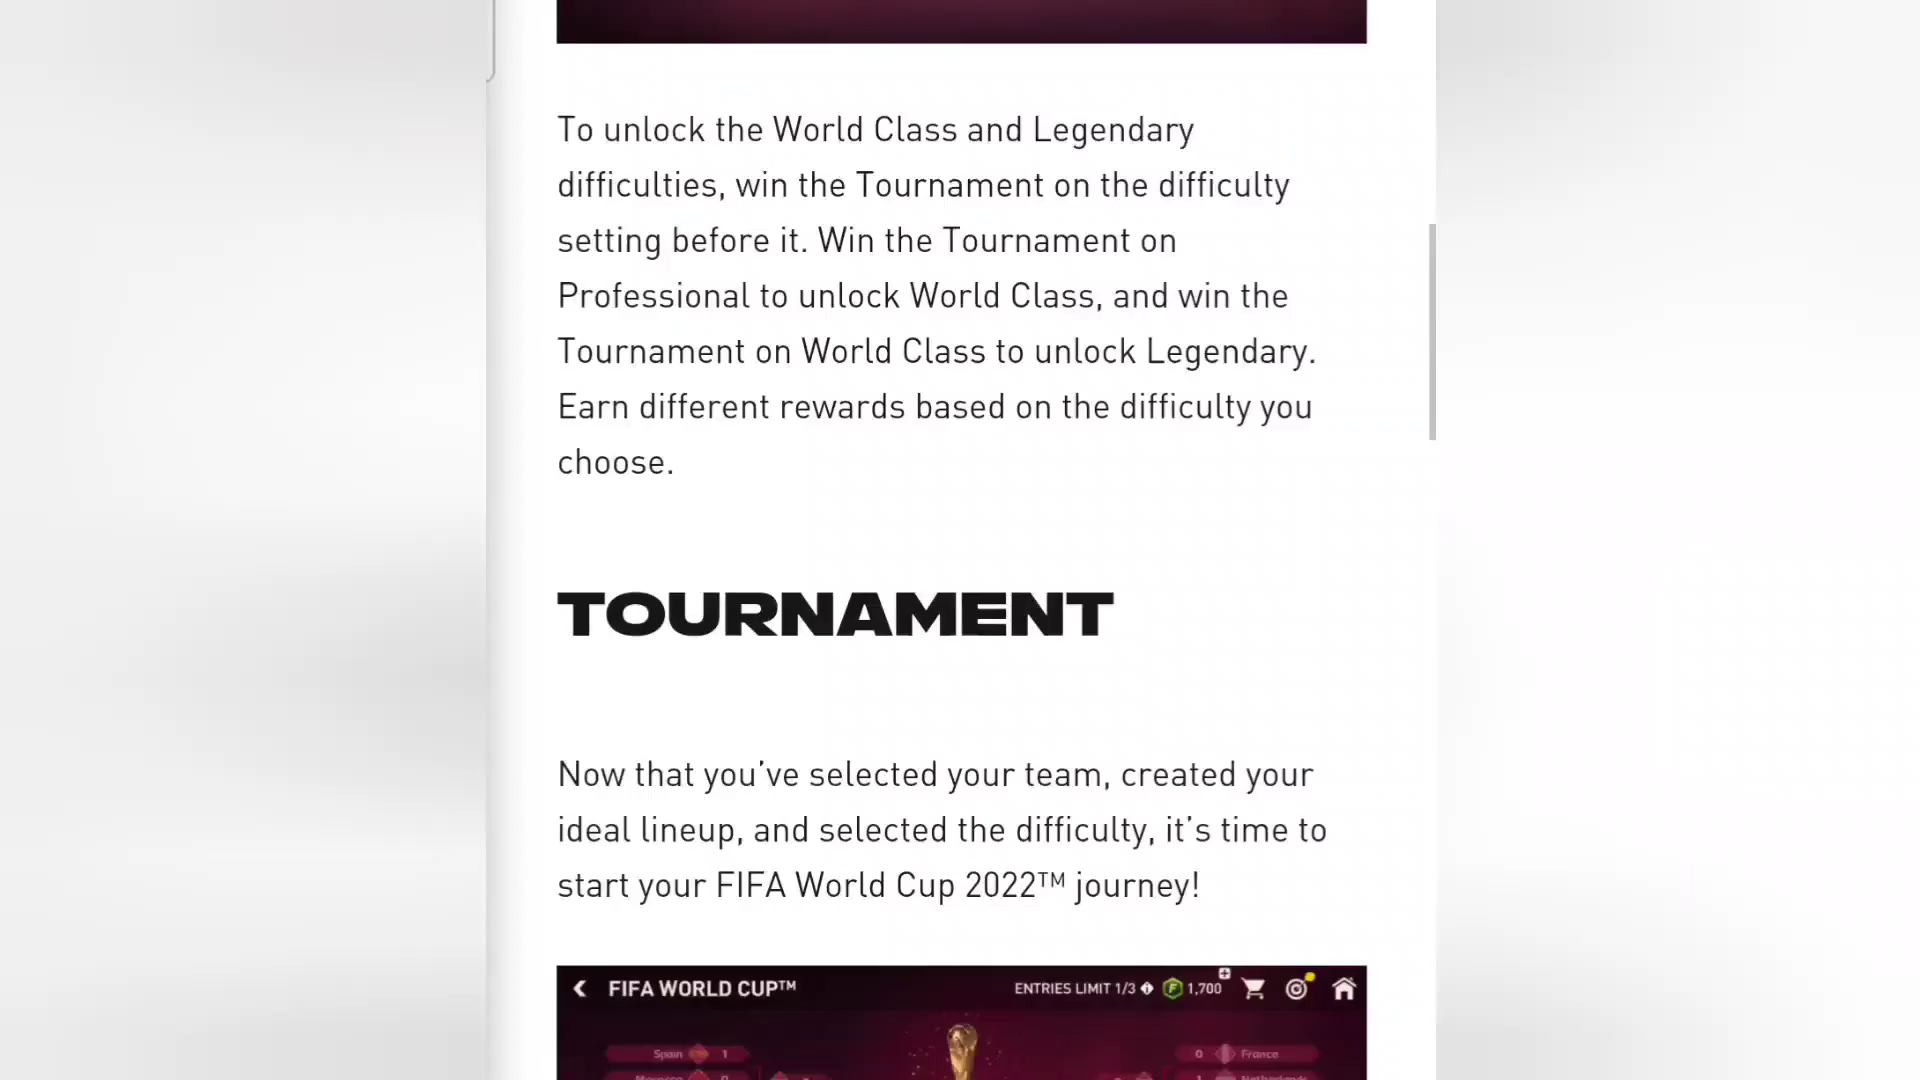 To unlock the World Class and Legendary
difficulties, win the Tournament on the difficulty
setting before it. Win the Tournament on
Professional to unlock World Class, and win the
Tournament on World Class to unlock Legendary.
Earn different rewards based on the difficulty you
choose.
TOURNAMENT
Now that you’ve selected your team, created your
ideal lineup, and selected the difficulty, it’s time to
start your FIFA World Cup 2022™ journey!
FIFA WORLD CUP™ ENTRIES LIMIT 1/3 1,700
Spain 1 0 France